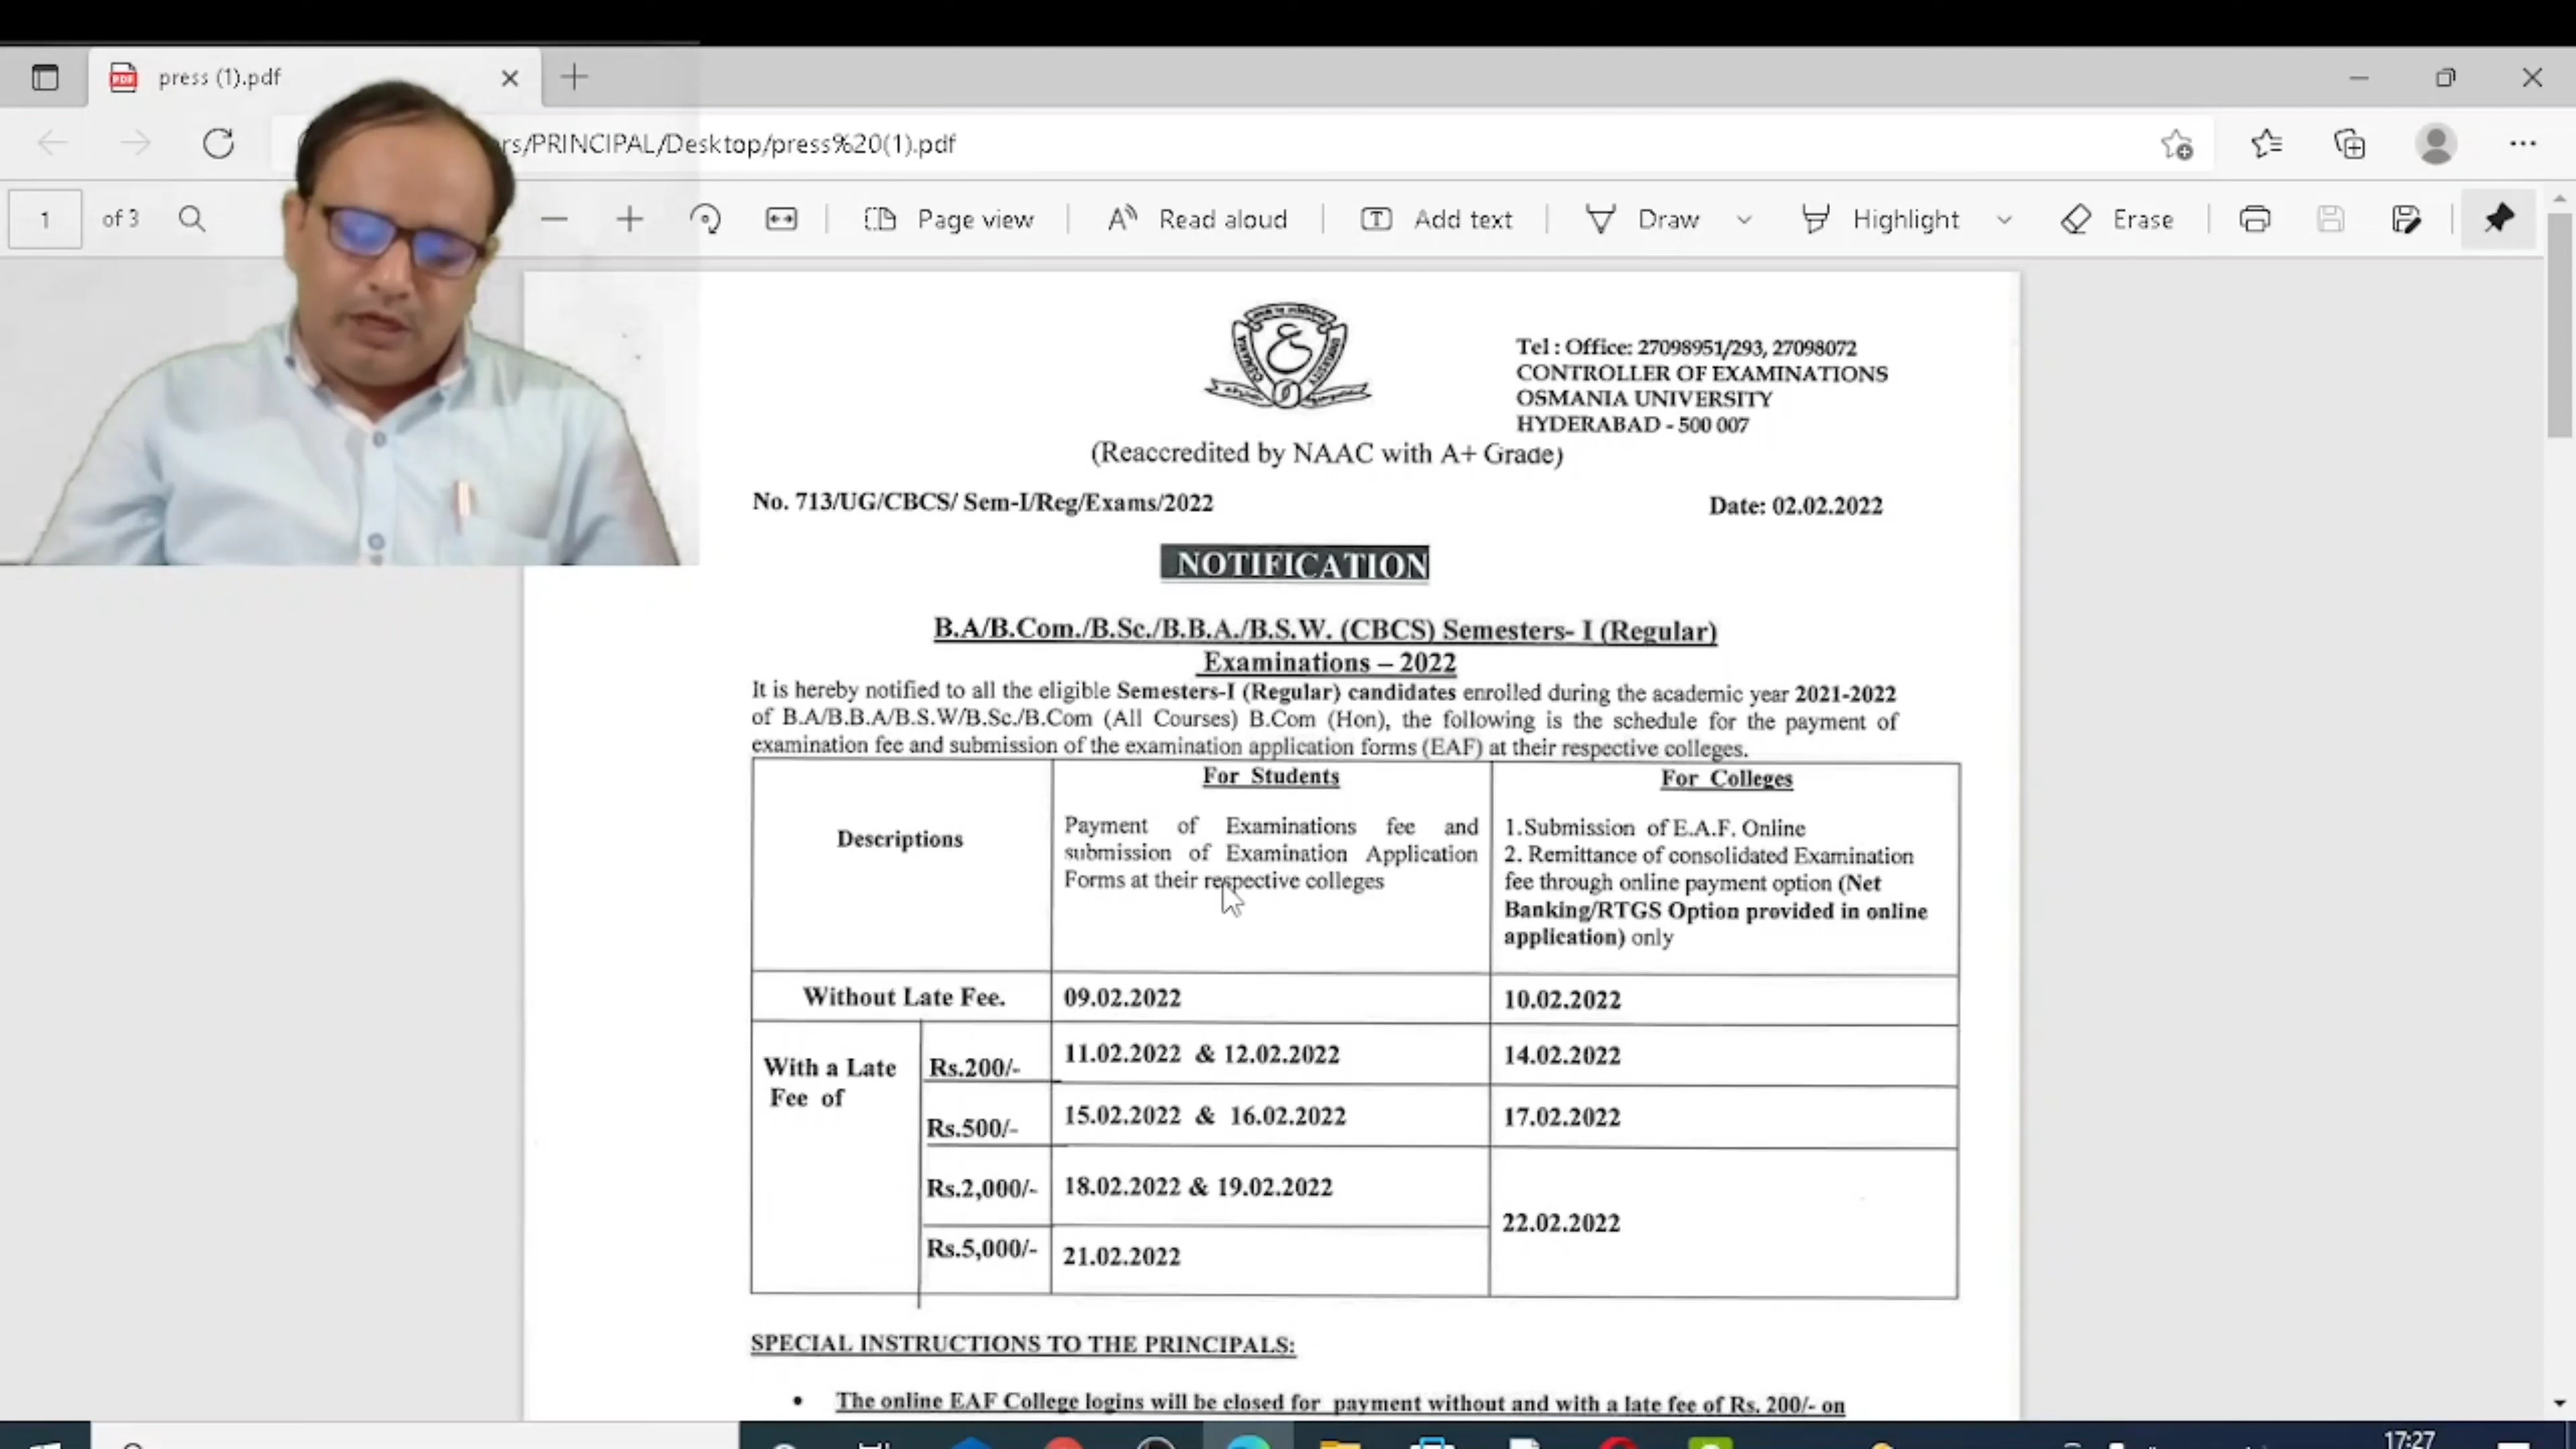 press (1).pdf
rs/PRINCIPAL/Desktop/press%20(1).pdf
1 of 3 Page view Read aloud Add text Draw Highlight Erase
Tel : Office: 27098951/293, 27098072
CONTROLLER OF EXAMINATIONS
OSMANIA UNIVERSITY
HYDERABAD - 500 007
(Reaccredited by NAAC with A+ Grade)
No. 713/UG/CBCS/ Sem-I/Reg/Exams/2022 Date: 02.02.2022
NOTIFICATION
B.A/B.Com./B.Sc./B.B.A./B.S.W. (CBCS) Semesters- I (Regular)
Examinations – 2022
It is hereby notified to all the eligible Semesters-I (Regular) candidates enrolled during the academic year 2021-2022
of B.A/B.B.A/B.S.W/B.Sc./B.Com (All Courses) B.Com (Hon), the following is the schedule for the payment of
examination fee and submission of the examination application forms (EAF) at their respective colleges.
Descriptions
For Students
Payment of Examinations fee and
submission of Examination Application
Forms at their respective colleges
For Colleges
1.Submission of E.A.F. Online
2. Remittance of consolidated Examination
fee through online payment option (Net
Banking/RTGS Option provided in online
application) only
Without Late Fee. 09.02.2022 10.02.2022
With a Late
Fee of
Rs.200/- 11.02.2022 & 12.02.2022 14.02.2022
Rs.500/- 15.02.2022 & 16.02.2022 17.02.2022
Rs.2,000/- 18.02.2022 & 19.02.2022
22.02.2022
Rs.5,000/- 21.02.2022
SPECIAL INSTRUCTIONS TO THE PRINCIPALS:
• The online EAF College logins will be closed for payment without and with a late fee of Rs. 200/- on
17:27